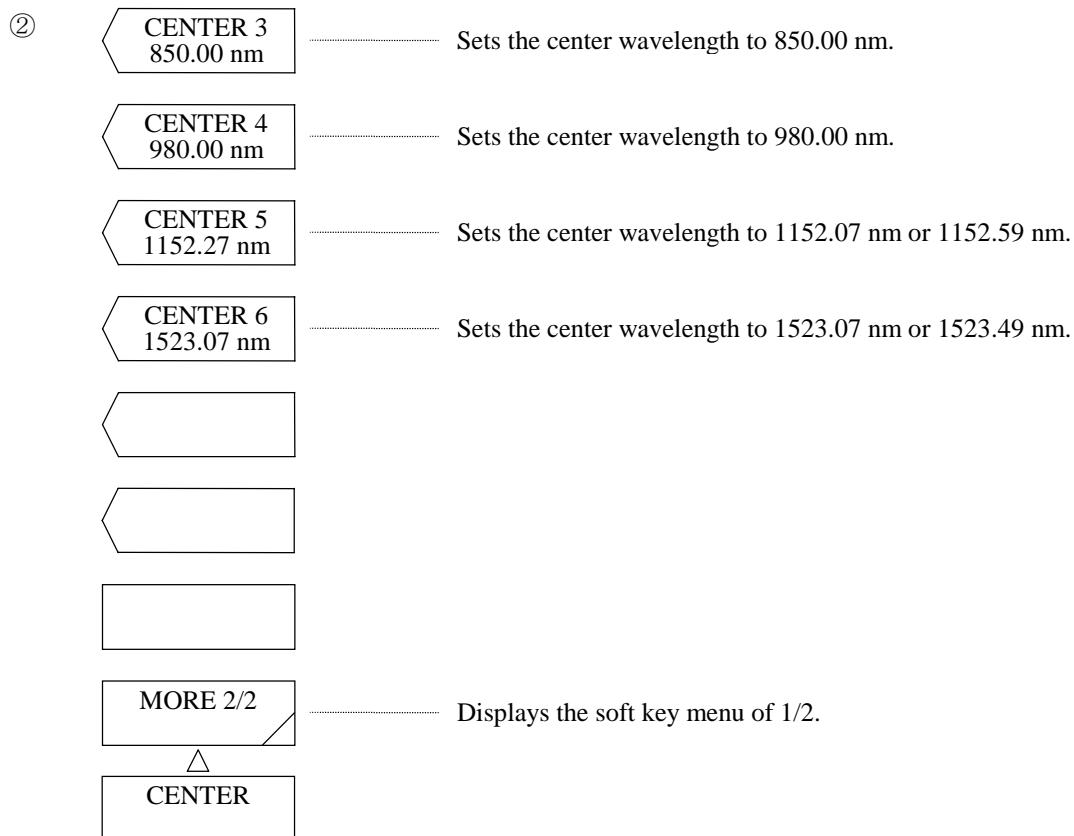 ②
CENTER 3
850.00 nm
Sets the center wavelength to 850.00 nm.
CENTER 4
980.00 nm
Sets the center wavelength to 980.00 nm.
CENTER 5
1152.27 nm
Sets the center wavelength to 1152.07 nm or 1152.59 nm.
CENTER 6
1523.07 nm
Sets the center wavelength to 1523.07 nm or 1523.49 nm.
MORE 2/2
Displays the soft key menu of 1/2.
CENTER